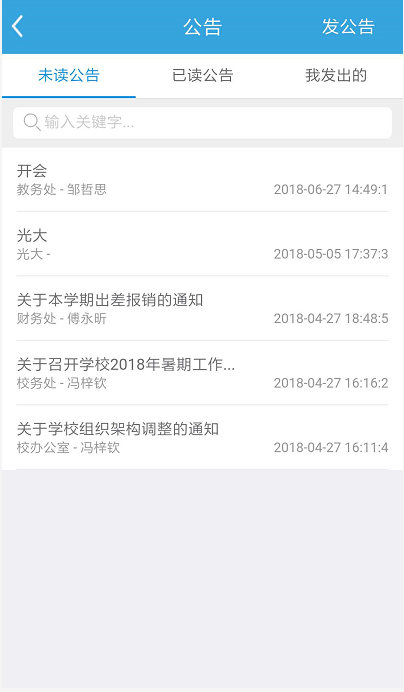 公告
发公告
未读公告
已读公告
我发出的
输入关键字...
开会
教务处 - 邹哲思
2018-06-27 14:49:1
光大
光大 -
2018-05-05 17:37:3
关于本学期出差报销的通知
财务处 - 傅永昕
2018-04-27 18:48:5
关于召开学校2018年暑期工作...
校务处 - 冯梓钦
2018-04-27 16:16:2
关于学校组织架构调整的通知
校办公室 - 冯梓钦
2018-04-27 16:11:4